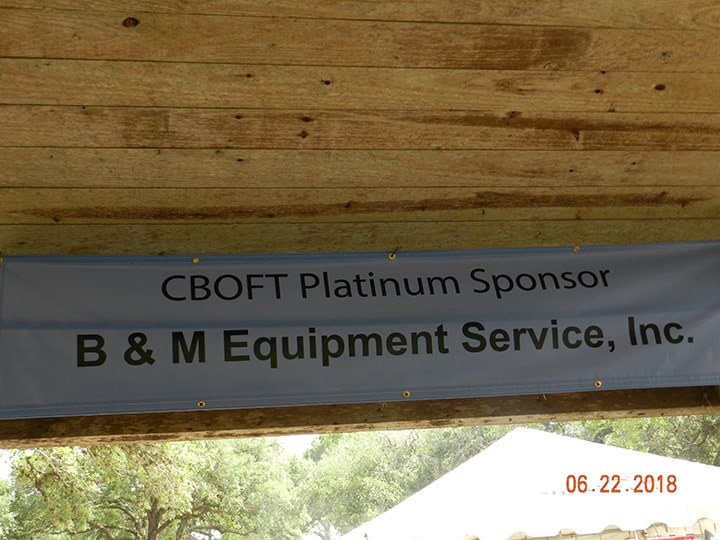 CBOFT Platinum Sponsor
B & M Equipment Service, Inc.
06.22.2018